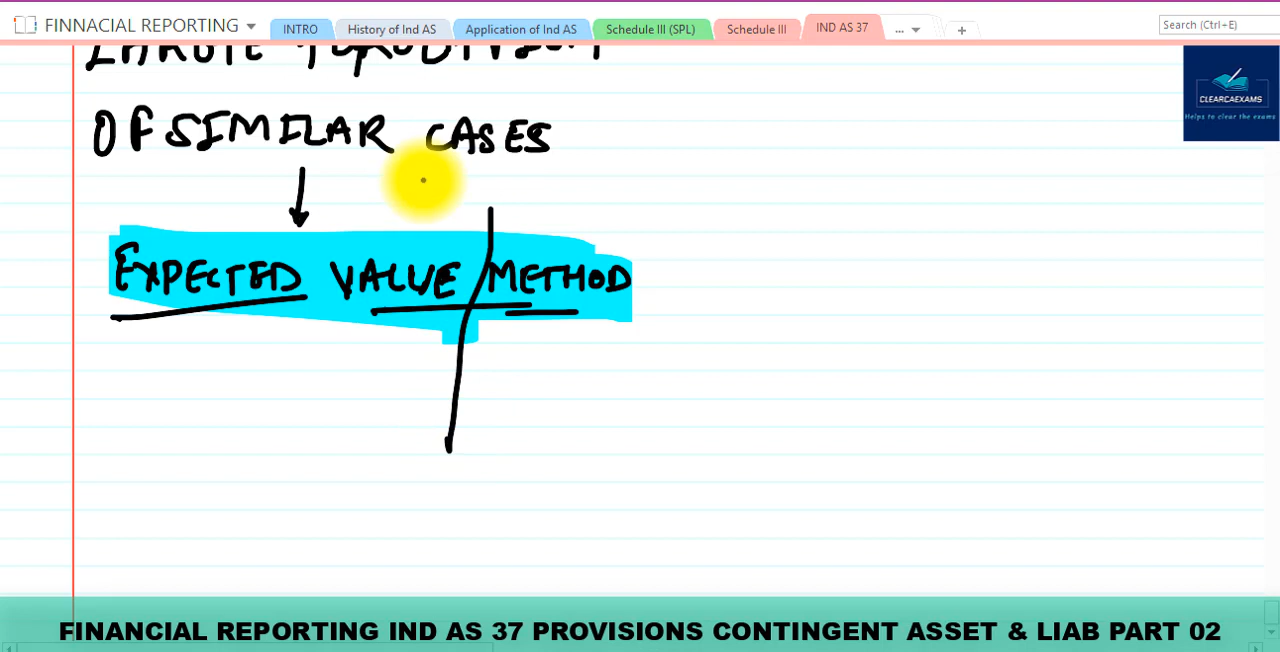 FINNACIAL REPORTING
INTRO
History of Ind AS
Application of Ind AS
Schedule III (SPL)
Schedule III
IND AS 37
...
Search (Ctrl+E)
CLEARCAEXAMS
Helps to clear the exams
OF SIMILAR CASES
EXPECTED VALUE METHOD
FINANCIAL REPORTING IND AS 37 PROVISIONS CONTINGENT ASSET & LIAB PART 02